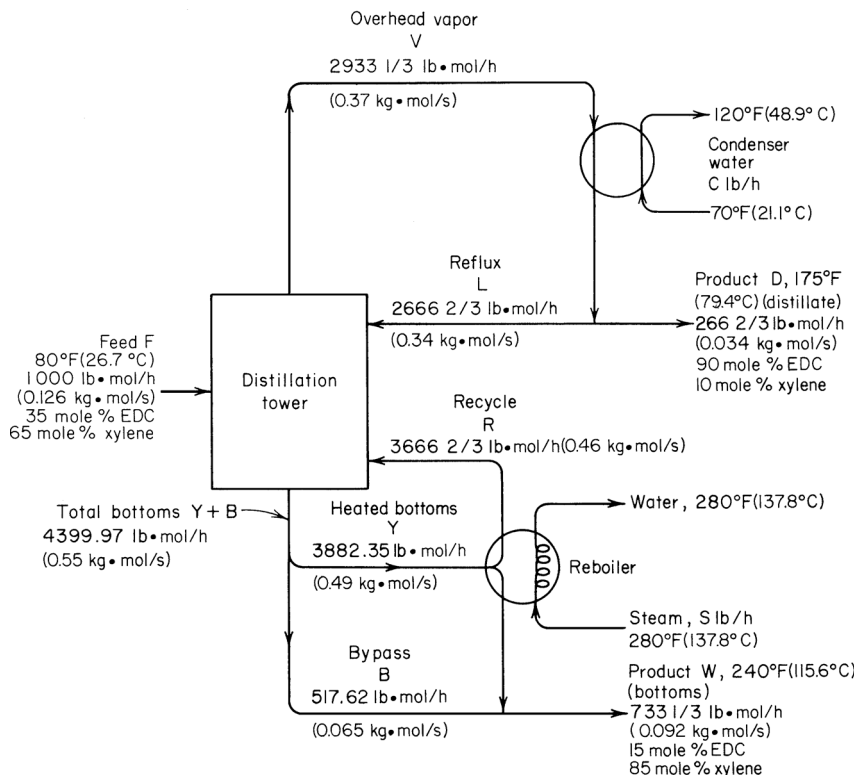 Overhead vapor
V
2933 1/3 lb•mol/h
(0.37 kg•mol/s)
120°F(48.9°C)
Condenser
water
C lb/h
70°F(21.1°C)
Reflux
L
2666 2/3 lb•mol/h
(0.34 kg•mol/s)
Product D, 175°F
(79.4°C) (distillate)
266 2/3 lb•mol/h
(0.034 kg•mol/s)
90 mole % EDC
10 mole % xylene
Feed F
80°F(26.7 °C)
1000 lb•mol/h
(0.126 kg•mol/s)
35 mole % EDC
65 mole % xylene
Distillation
tower
Recycle
R
3666 2/3 lb•mol/h(0.46 kg•mol/s)
Total bottoms Y+B
4399.97 lb•mol/h
(0.55 kg•mol/s)
Heated bottoms
Y
3882.35 lb•mol/h
(0.49 kg•mol/s)
Water, 280°F(137.8°C)
Reboiler
Steam, S lb/h
280°F(137.8°C)
Bypass
B
517.62 lb•mol/h
(0.065 kg•mol/s)
Product W, 240°F(115.6°C)
(bottoms)
733 1/3 lb•mol/h
(0.092 kg•mol/s)
15 mole % EDC
85 mole % xylene